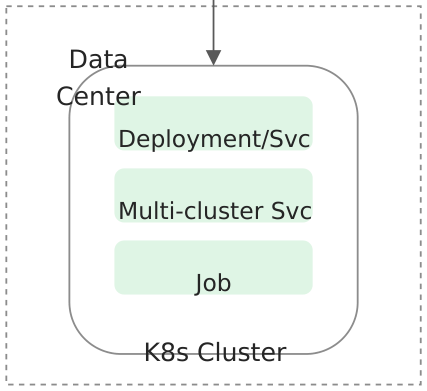 Data
Center
Deployment/Svc
Multi-cluster Svc
Job
K8s Cluster